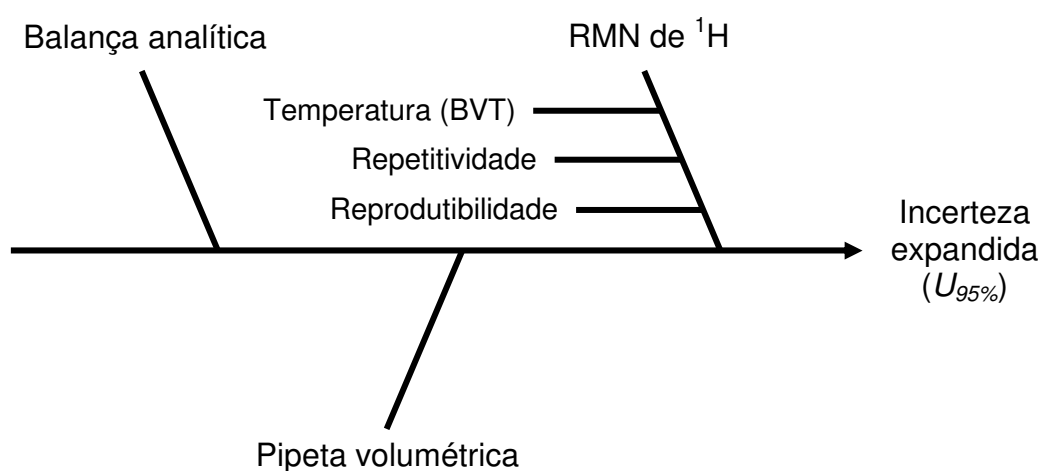 Balança analítica
RMN de ¹H
Temperatura (BVT)
Repetitividade
Reprodutibilidade
Incerteza
expandida
(U95%)
Pipeta volumétrica